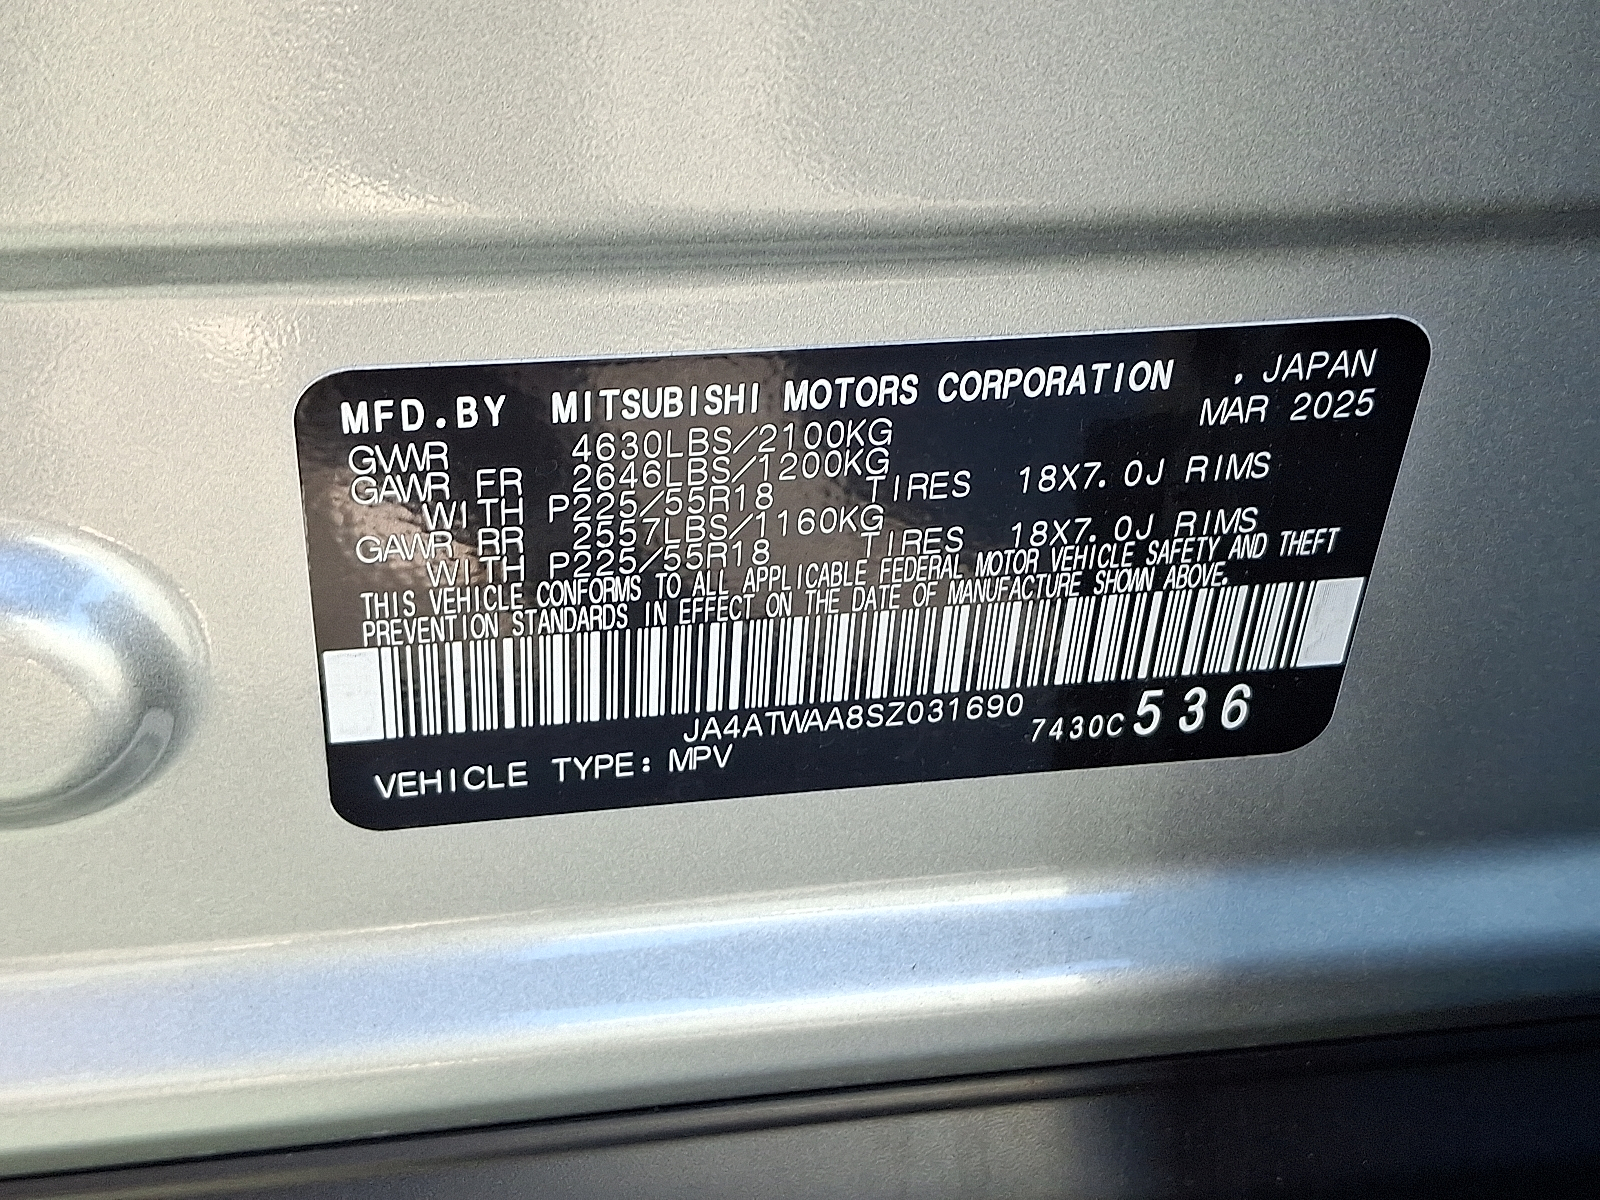 MFD.BY MITSUBISHI MOTORS CORPORATION , JAPAN
MAR 2025
GVWR 4630LBS/2100KG
GAWR FR 2646LBS/1200KG
WITH P225/55R18 TIRES 18X7.0J RIMS
GAWR RR 2557LBS/1160KG
WITH P225/55R18 TIRES 18X7.0J RIMS
THIS VEHICLE CONFORMS TO ALL APPLICABLE FEDERAL MOTOR VEHICLE SAFETY AND THEFT
PREVENTION STANDARDS IN EFFECT ON THE DATE OF MANUFACTURE SHOWN ABOVE.
JA4ATWAA8SZ031690 7430C 536
VEHICLE TYPE: MPV